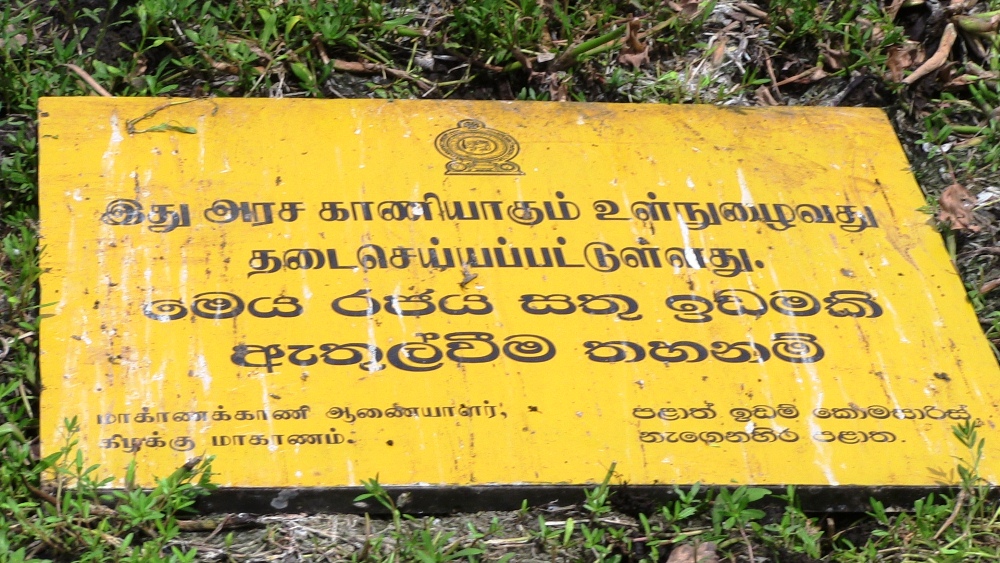 இது அரச காணியாகும் உள்நுழைவது
தடைசெய்யப்பட்டுள்ளது.
මෙය රජය සතු ඉඩමකි
ඇතුල්වීම තහනම්
மாகாணக்காணி ஆணையாளர்,
கிழக்கு மாகாணம்.
පළාත් ඉඩම් කොමසාරිස්
නැගෙනහිර පළාත.